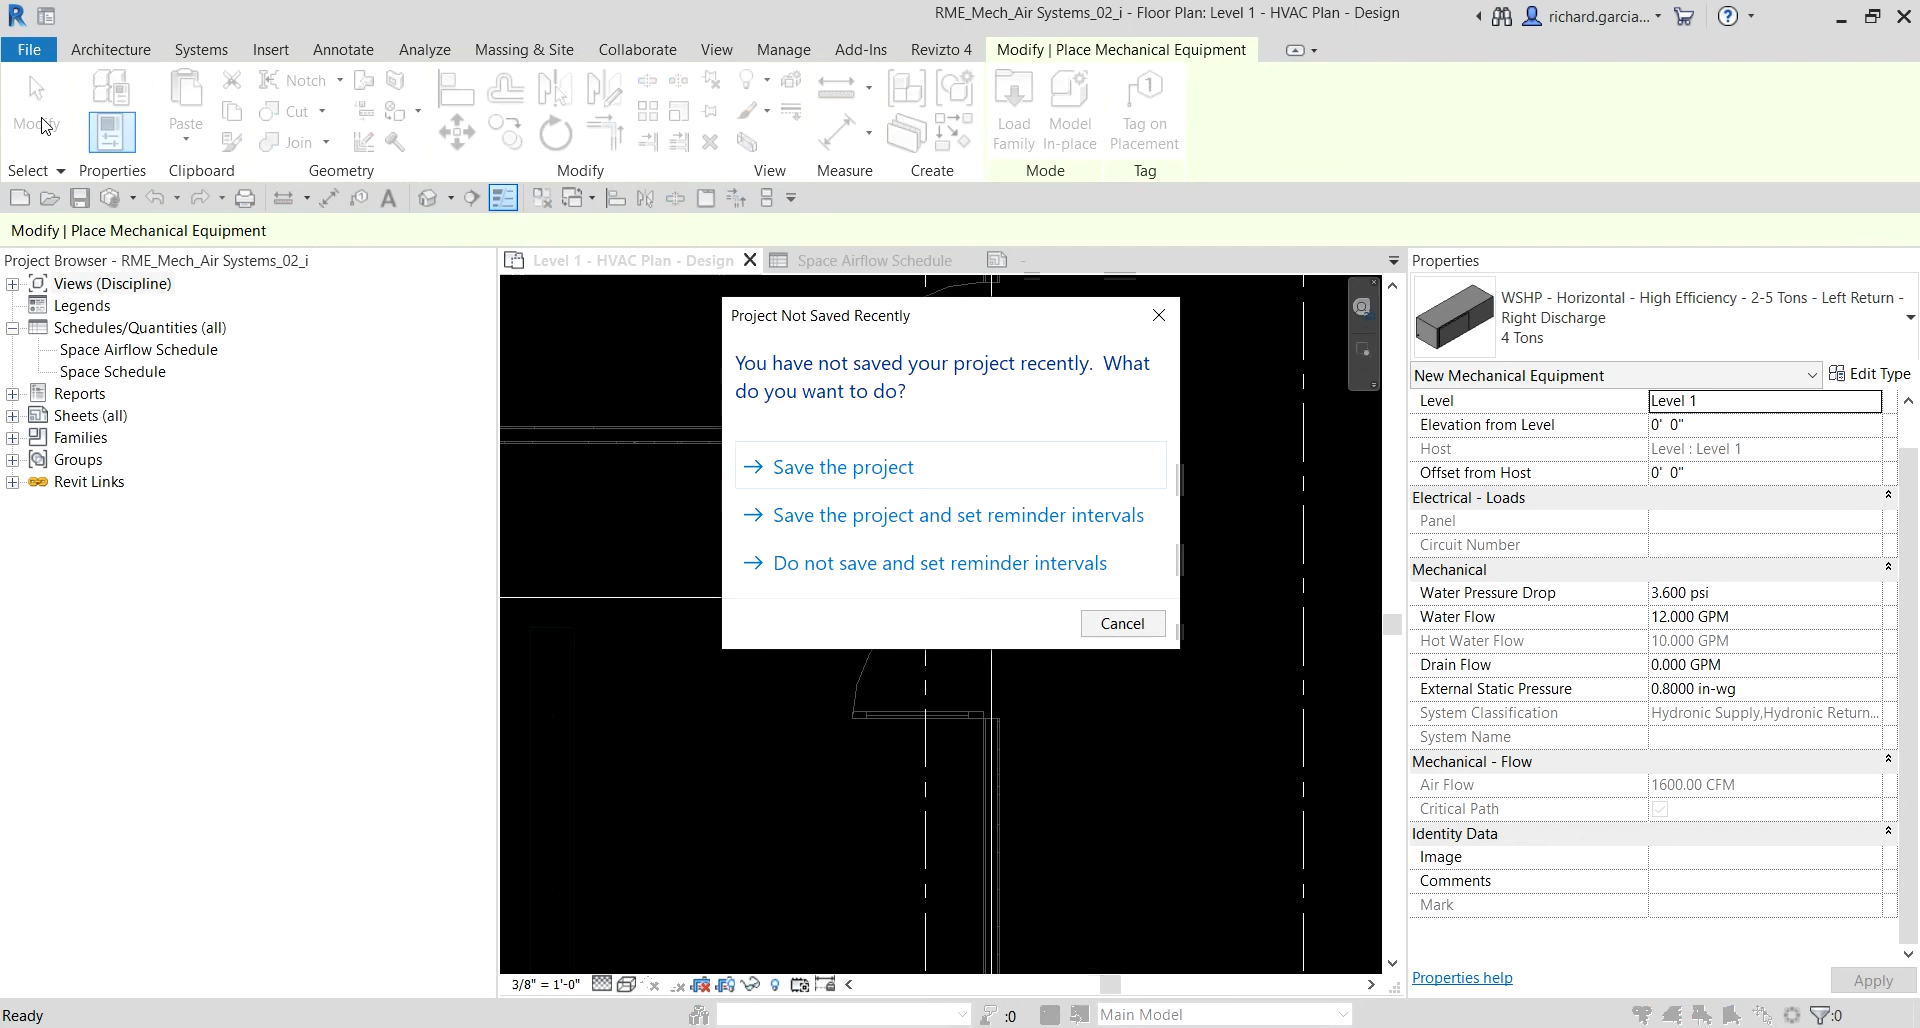 RME_Mech_Air Systems_02_i - Floor Plan: Level 1 - HVAC Plan - Design
richard.garcia...
File Architecture Systems Insert Annotate Analyze Massing & Site Collaborate View Manage Add-Ins Revizto 4 Modify | Place Mechanical Equipment
Modify
Paste
Notch
Cut
Join
Load Family
Model In-place
Tag on Placement
Select Properties Clipboard Geometry Modify View Measure Create Mode Tag
Modify | Place Mechanical Equipment
Project Browser - RME_Mech_Air Systems_02_i
Views (Discipline)
Legends
Schedules/Quantities (all)
Space Airflow Schedule
Space Schedule
Reports
Sheets (all)
Families
Groups
Revit Links
Level 1 - HVAC Plan - Design
Space Airflow Schedule
-
Project Not Saved Recently
You have not saved your project recently. What
do you want to do?
Save the project
Save the project and set reminder intervals
Do not save and set reminder intervals
Cancel
3/8" = 1'-0"
Properties
WSHP - Horizontal - High Efficiency - 2-5 Tons - Left Return -
Right Discharge
4 Tons
New Mechanical Equipment
Edit Type
Level Level 1
Elevation from Level 0' 0"
Host Level : Level 1
Offset from Host 0' 0"
Electrical - Loads
Panel
Circuit Number
Mechanical
Water Pressure Drop 3.600 psi
Water Flow 12.000 GPM
Hot Water Flow 10.000 GPM
Drain Flow 0.000 GPM
External Static Pressure 0.8000 in-wg
System Classification Hydronic Supply,Hydronic Return...
System Name
Mechanical - Flow
Air Flow 1600.00 CFM
Critical Path
Identity Data
Image
Comments
Mark
Properties help
Apply
Ready
:0
Main Model
:0